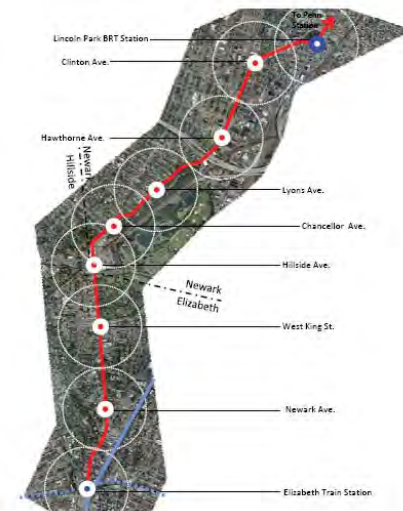 To Penn
Station
Lincoln Park BRT Station
Clinton Ave.
Hawthorne Ave.
Newark
Hillside
Lyons Ave.
Chancellor Ave.
Hillside Ave.
Newark
Elizabeth
West King St.
Newark Ave.
Elizabeth Train Station